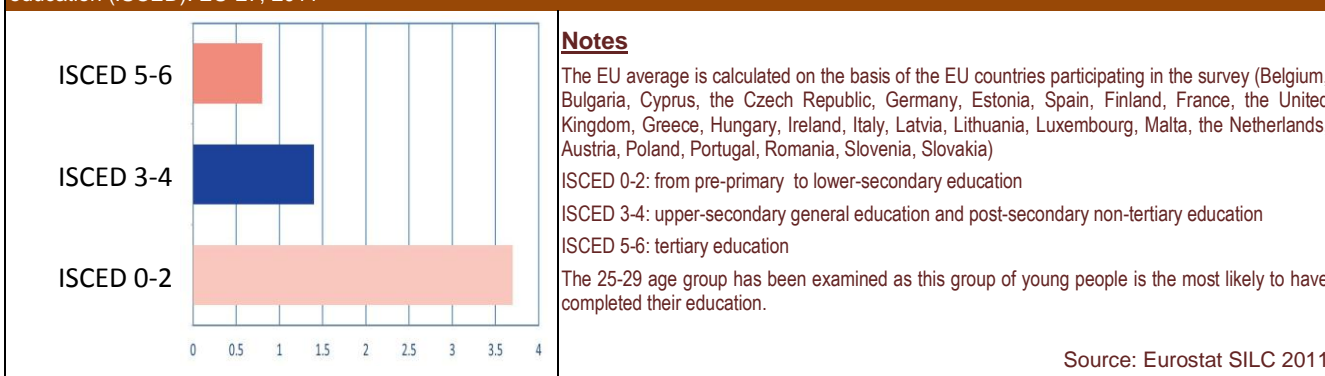 ISCED 5-6
ISCED 3-4
ISCED 0-2
0 0.5 1 1.5 2 2.5 3 3.5 4
Notes
The EU average is calculated on the basis of the EU countries participating in the survey (Belgium,
Bulgaria, Cyprus, the Czech Republic, Germany, Estonia, Spain, Finland, France, the United
Kingdom, Greece, Hungary, Ireland, Italy, Latvia, Lithuania, Luxembourg, Malta, the Netherlands,
Austria, Poland, Portugal, Romania, Slovenia, Slovakia)
ISCED 0-2: from pre-primary to lower-secondary education
ISCED 3-4: upper-secondary general education and post-secondary non-tertiary education
ISCED 5-6: tertiary education
The 25-29 age group has been examined as this group of young people is the most likely to have
completed their education.
Source: Eurostat SILC 2011